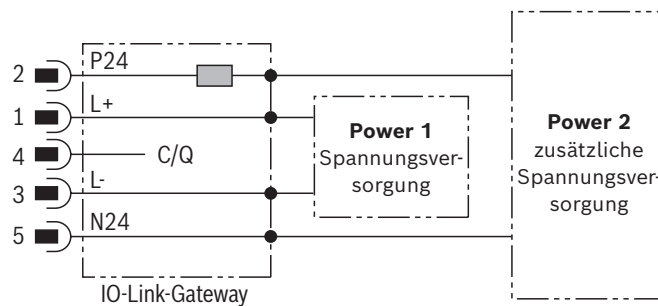 2 P24
1 L+
4 C/Q
3 L-
5 N24
IO-Link-Gateway
Power 1
Spannungsver-
sorgung
Power 2
zusätzliche
Spannungsver-
sorgung